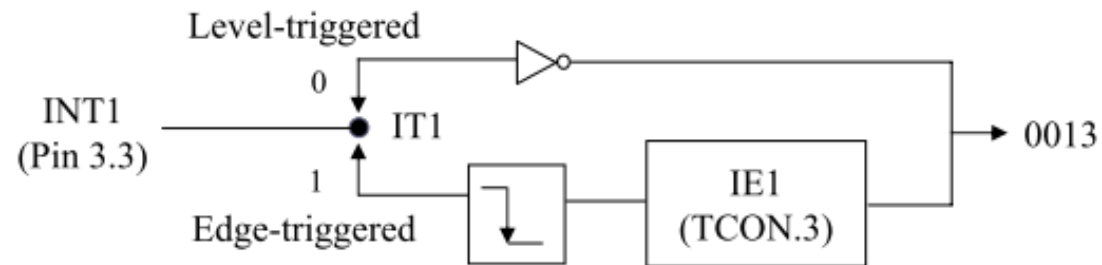 Level-triggered
0
INT1
(Pin 3.3)
IT1
0013
1
IE1
(TCON.3)
Edge-triggered